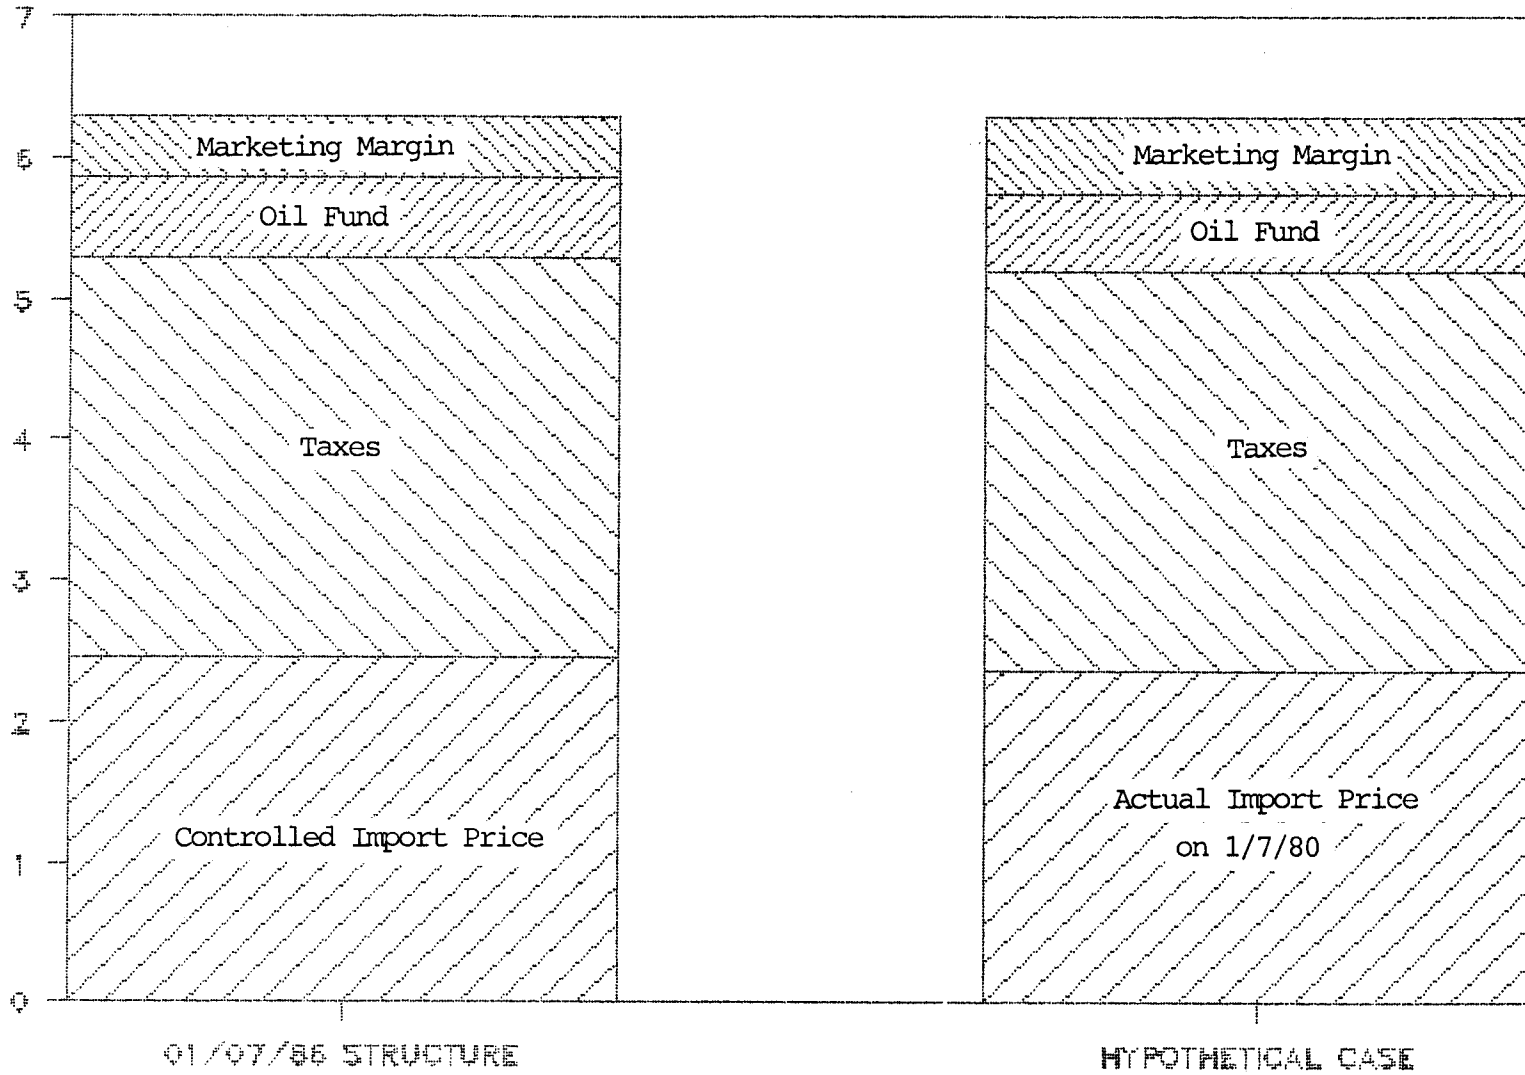 7
6
5
4
3
2
1
0
Marketing Margin
Oil Fund
Taxes
Controlled Import Price
01/07/86 STRUCTURE
Marketing Margin
Oil Fund
Taxes
Actual Import Price
on 1/7/80
HYPOTHETICAL CASE